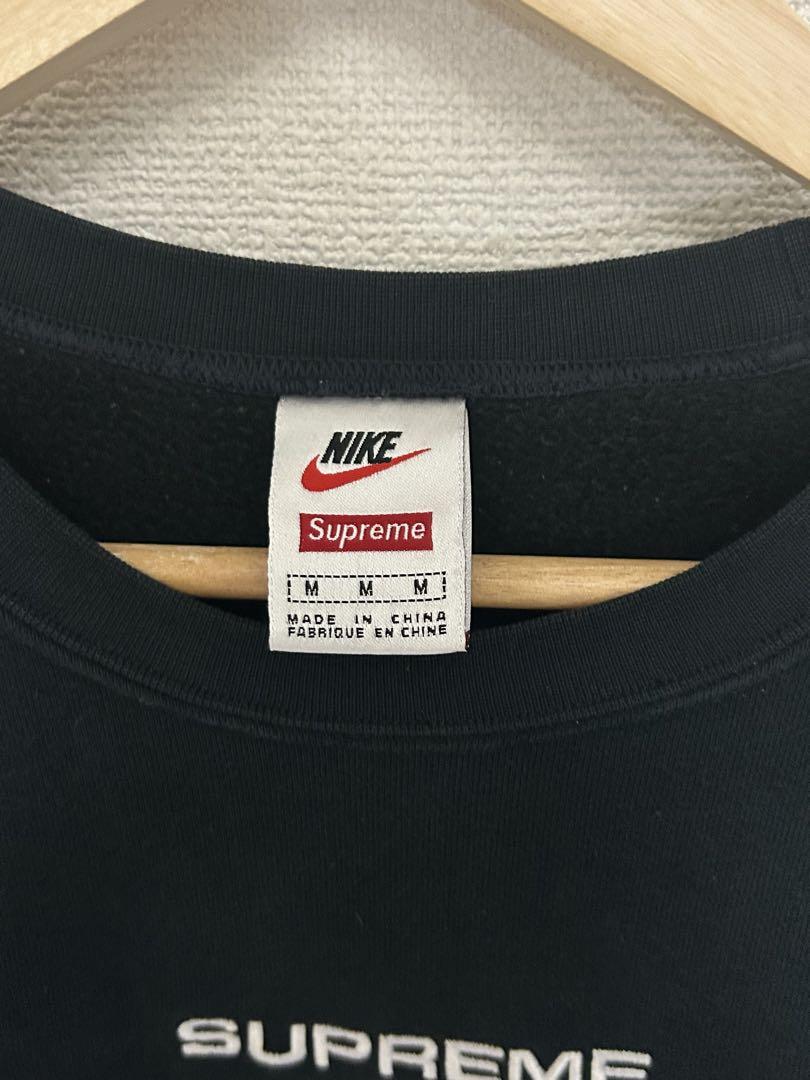 NIKE
Supreme
M M M
MADE IN CHINA
FABRIQUE EN CHINE
SUPREME